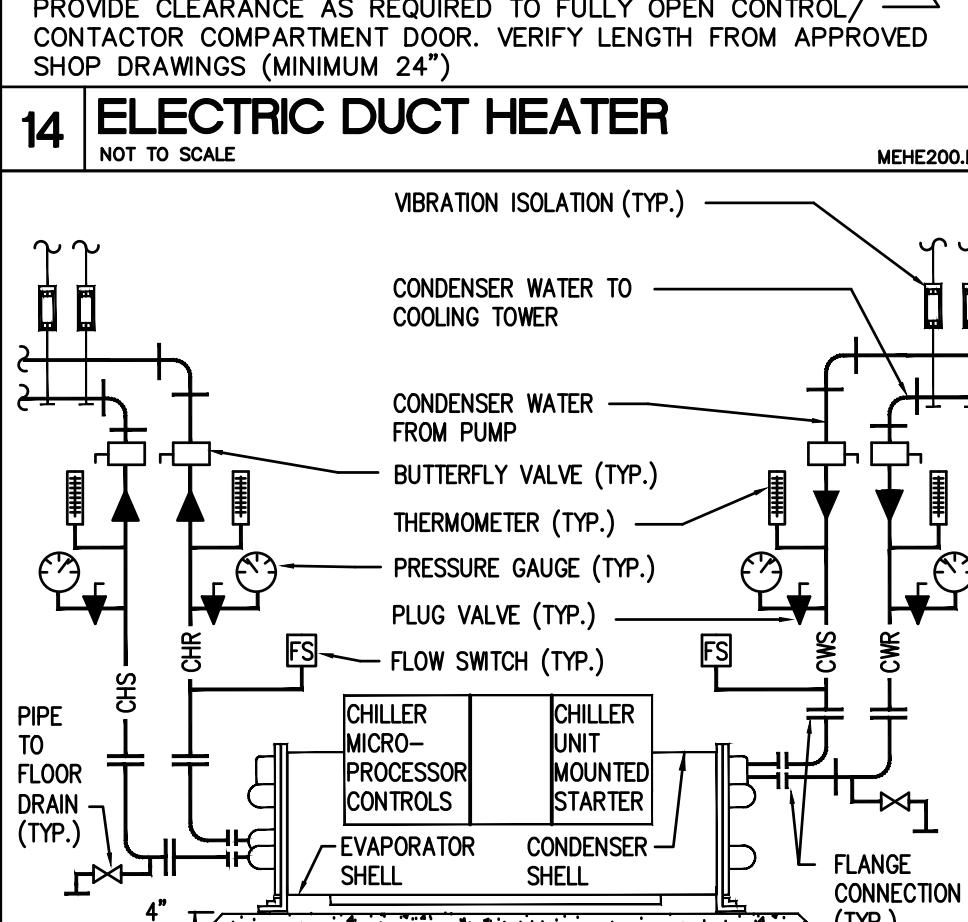 PROVIDE CLEARANCE AS REQUIRED TO FULLY OPEN CONTROL/
CONTACTOR COMPARTMENT DOOR. VERIFY LENGTH FROM APPROVED
SHOP DRAWINGS (MINIMUM 24")
14
ELECTRIC DUCT HEATER
NOT TO SCALE
MEHE200.
VIBRATION ISOLATION (TYP.)
CONDENSER WATER TO
COOLING TOWER
CONDENSER WATER
FROM PUMP
BUTTERFLY VALVE (TYP.)
THERMOMETER (TYP.)
PRESSURE GAUGE (TYP.)
PLUG VALVE (TYP.)
FLOW SWITCH (TYP.)
FS
FS
CHS
CHR
CWS
CWR
PIPE
TO
FLOOR
DRAIN
(TYP.)
CHILLER
MICRO-
PROCESSOR
CONTROLS
CHILLER
UNIT
MOUNTED
STARTER
EVAPORATOR
SHELL
CONDENSER
SHELL
FLANGE
CONNECTION
(TYP.)
4"